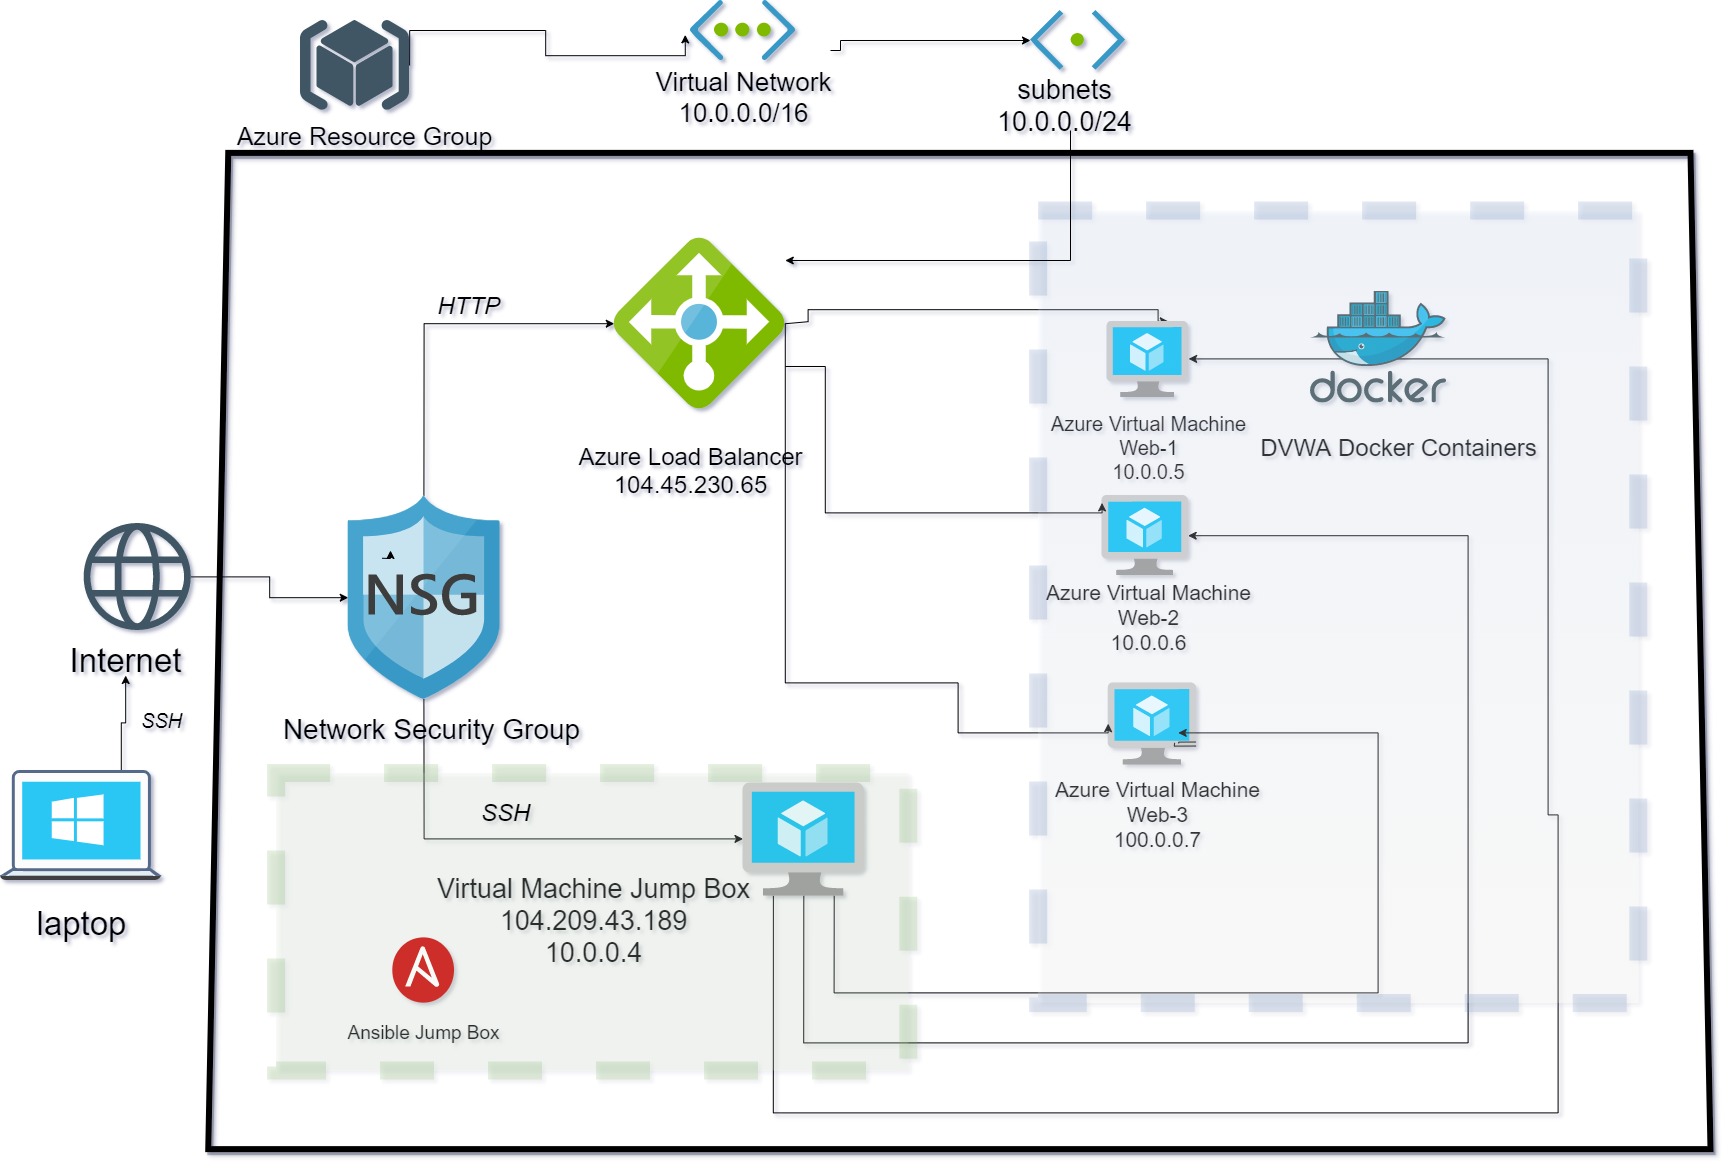 Virtual Network
10.0.0.0/16
subnets
10.0.0.0/24
Azure Resource Group
HTTP
docker
Azure Virtual Machine
Web-1
10.0.0.5
DVWA Docker Containers
Azure Load Balancer
104.45.230.65
NSG
Azure Virtual Machine
Web-2
10.0.0.6
Internet
SSH
Network Security Group
Azure Virtual Machine
Web-3
100.0.0.7
SSH
laptop
Virtual Machine Jump Box
104.209.43.189
10.0.0.4
Ansible Jump Box